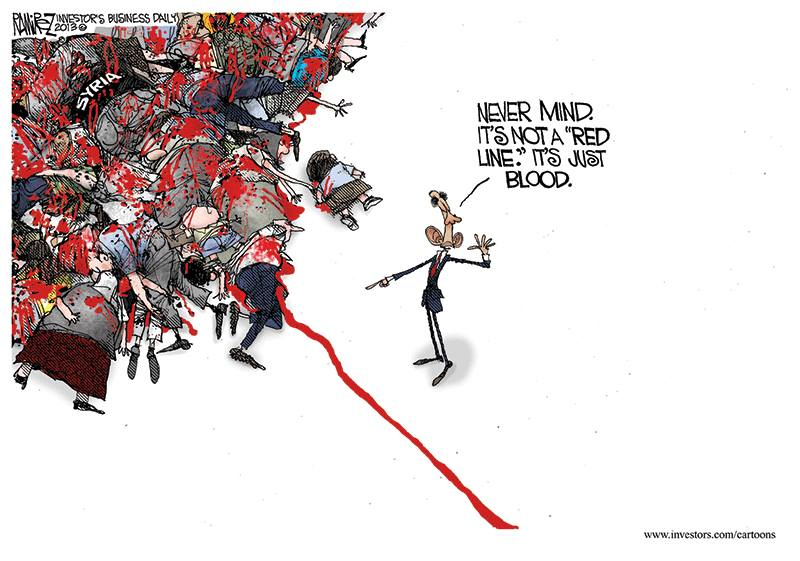 RAMIREZ INVESTOR'S BUSINESS DAILY
2013 ©
SYRIA
NEVER MIND.
IT'S NOT A "RED
LINE." IT'S JUST
BLOOD.
www.investors.com/cartoons